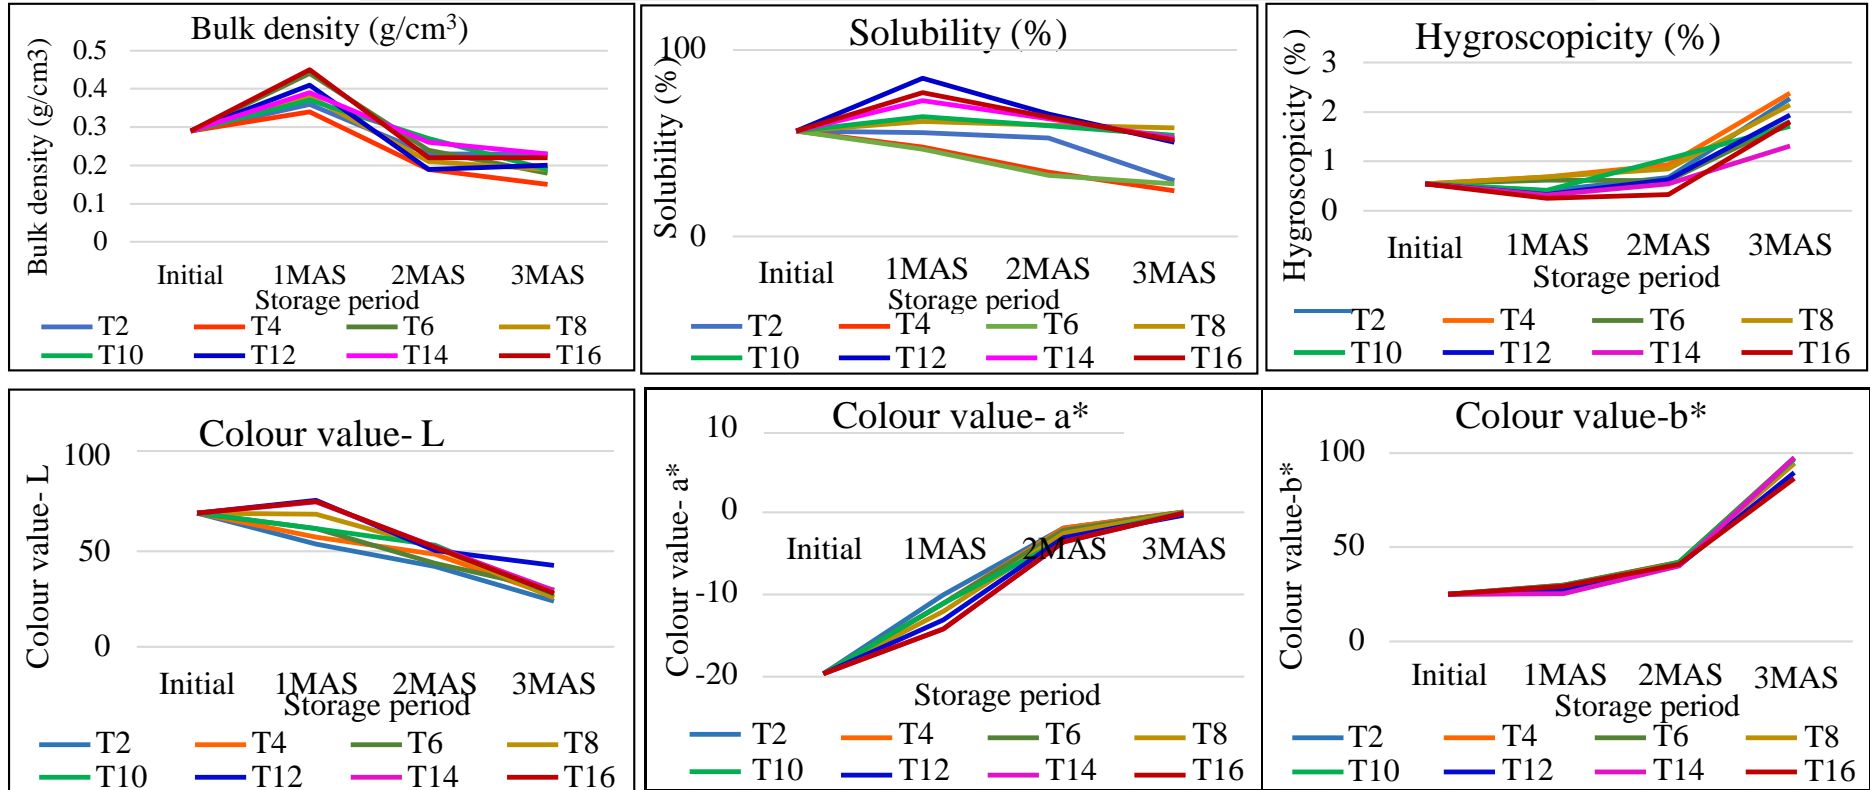 Bulk density (g/cm³)
Bulk density (g/cm3)
0.5
0.4
0.3
0.2
0.1
0
Initial 1MAS 2MAS 3MAS
Storage period
T2 T4 T6 T8
T10 T12 T14 T16
Solubility (%)
Solubility (%)
100
0
Initial 1MAS 2MAS 3MAS
Storage period
T2 T4 T6 T8
T10 T12 T14 T16
Hygroscopicity (%)
Hygroscopicity (%)
3
2
1
0
Initial 1MAS 2MAS 3MAS
Storage period
T2 T4 T6 T8
T10 T12 T14 T16
Colour value- L
Colour value- L
100
50
0
Initial 1MAS 2MAS 3MAS
Storage period
T2 T4 T6 T8
T10 T12 T14 T16
Colour value- a*
Colour value- a*
10
0
-10
-20
Initial 1MAS 2MAS 3MAS
Storage period
T2 T4 T6 T8
T10 T12 T14 T16
Colour value-b*
Colour value-b*
100
50
0
Initial 1MAS 2MAS 3MAS
Storage period
T2 T4 T6 T8
T10 T12 T14 T16